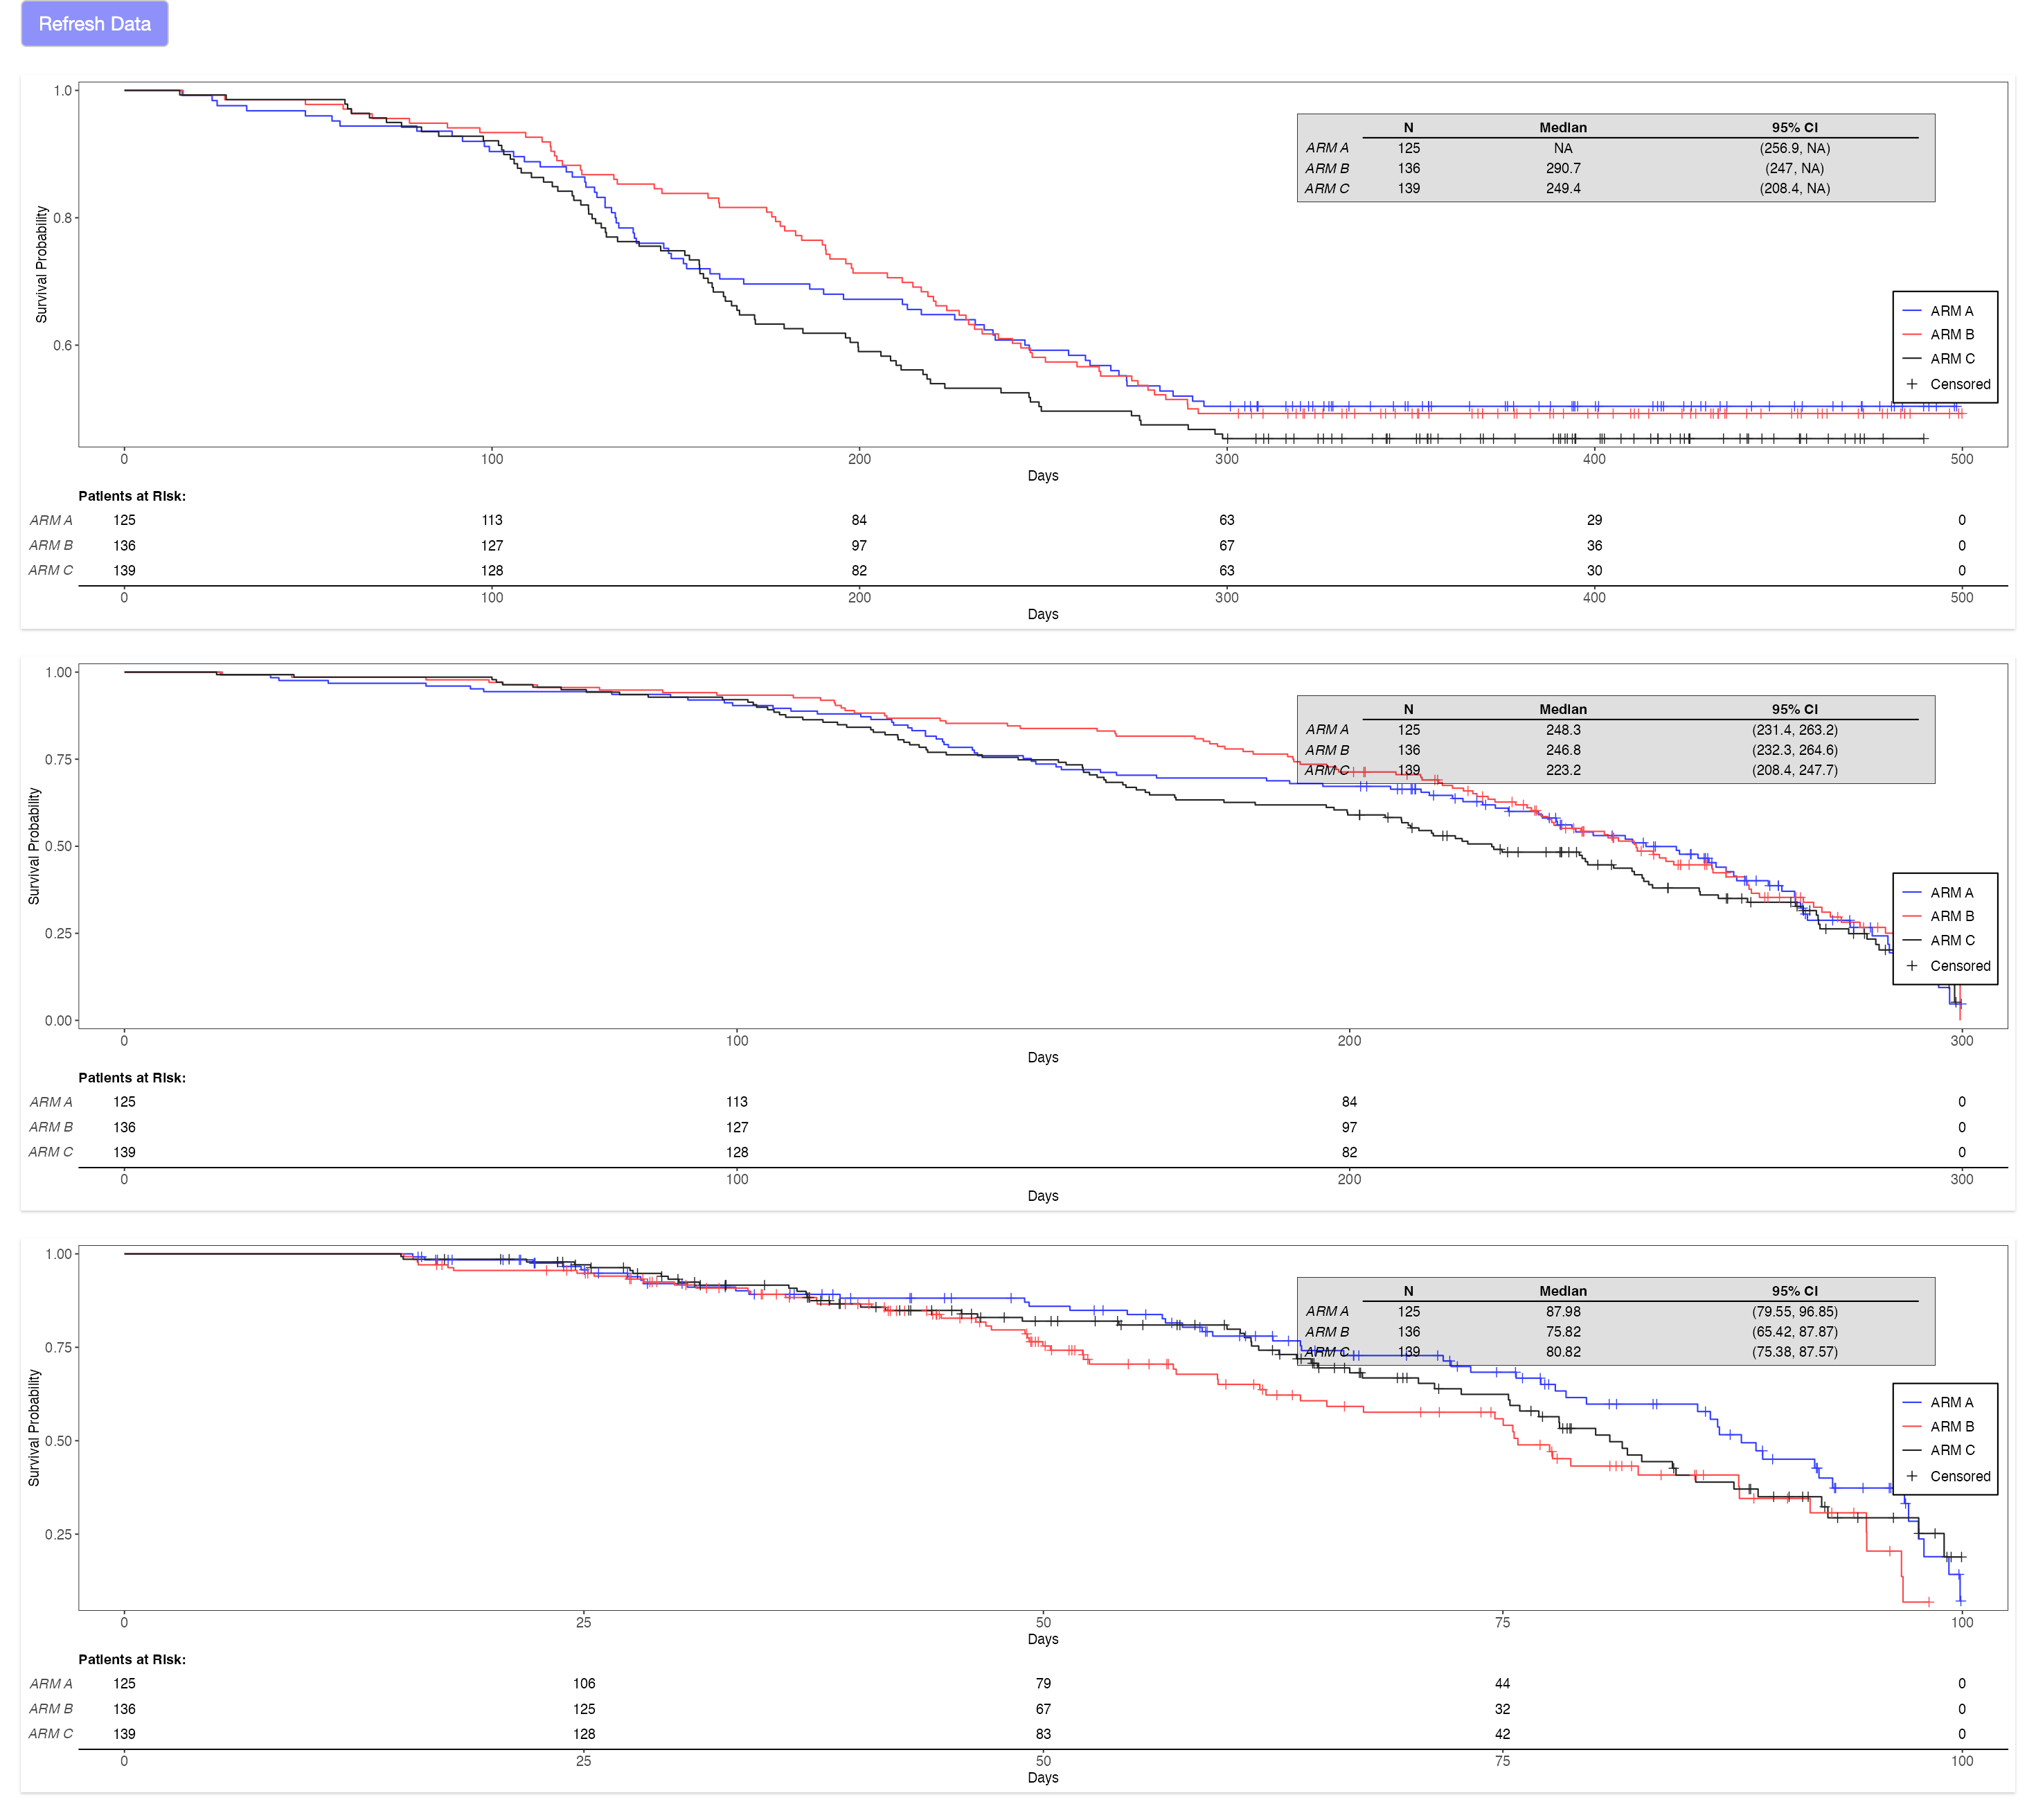 Refresh Data
1.0
0.8
0.6
Survival Probability
N Median 95% CI
ARM A 125 NA (256.9, NA)
ARM B 136 290.7 (247, NA)
ARM C 139 249.4 (208.4, NA)
ARM A
ARM B
ARM C
Censored
0 100 200 300 400 500
Days
Patients at Risk:
ARM A 125 113 84 63 29 0
ARM B 136 127 97 67 36 0
ARM C 139 128 82 63 30 0
0 100 200 300 400 500
Days
1.00
0.75
0.50
0.25
0.00
Survival Probability
N Median 95% CI
ARM A 125 248.3 (231.4, 263.2)
ARM B 136 246.8 (232.3, 264.6)
ARM C 139 223.2 (208.4, 247.7)
ARM A
ARM B
ARM C
Censored
0 100 200 300
Days
Patients at Risk:
ARM A 125 113 84 0
ARM B 136 127 97 0
ARM C 139 128 82 0
0 100 200 300
Days
1.00
0.75
0.50
0.25
Survival Probability
N Median 95% CI
ARM A 125 87.98 (79.55, 96.85)
ARM B 136 75.82 (65.42, 87.87)
ARM C 139 80.82 (75.38, 87.57)
ARM A
ARM B
ARM C
Censored
0 25 50 75 100
Days
Patients at Risk:
ARM A 125 106 79 44 0
ARM B 136 125 67 32 0
ARM C 139 128 83 42 0
0 25 50 75 100
Days